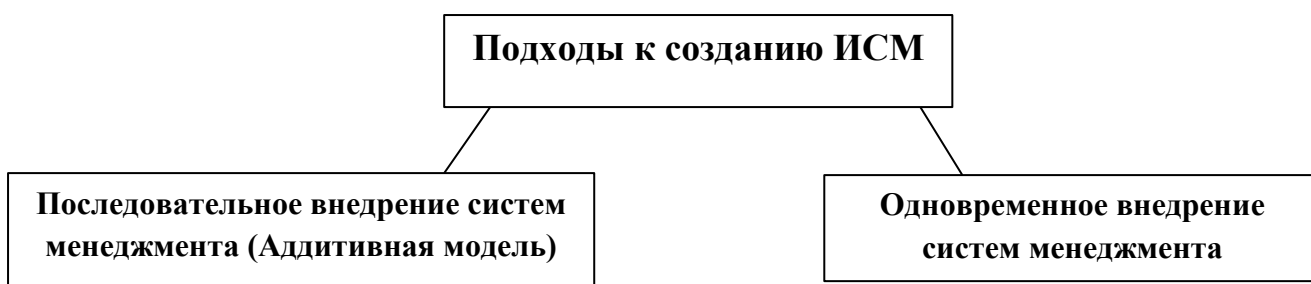 Подходы к созданию ИСМ
Последовательное внедрение систем
менеджмента (Аддитивная модель)
Одновременное внедрение
систем менеджмента